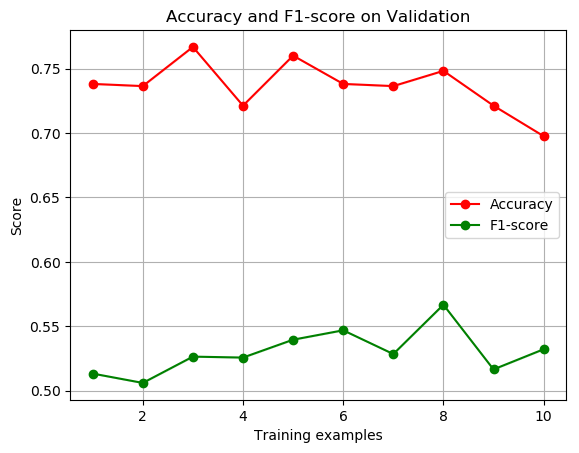 Accuracy and F1-score on Validation
Score
0.75
0.70
0.65
0.60
0.55
0.50
Accuracy
F1-score
2 4 6 8 10
Training examples